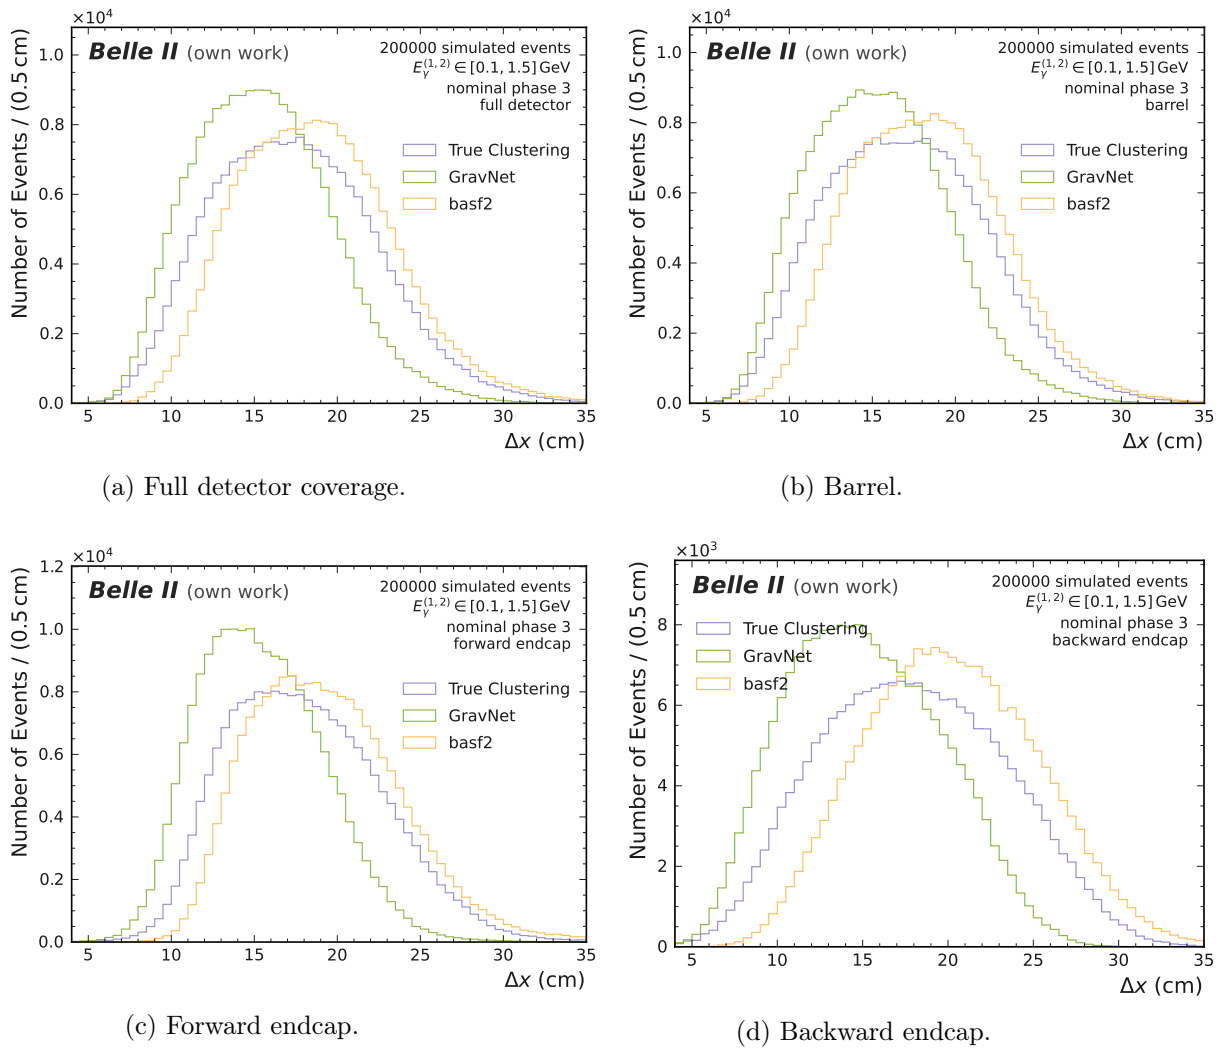 ×10⁴
Belle II (own work)
200000 simulated events
E_γ^(1, 2) ∈ [0.1, 1.5] GeV
nominal phase 3
full detector
True Clustering
GravNet
basf2
Number of Events / (0.5 cm)
1.0
0.8
0.6
0.4
0.2
0.0
5 10 15 20 25 30 35
Δx (cm)
(a) Full detector coverage.
×10⁴
Belle II (own work)
200000 simulated events
E_γ^(1, 2) ∈ [0.1, 1.5] GeV
nominal phase 3
barrel
True Clustering
GravNet
basf2
Number of Events / (0.5 cm)
1.0
0.8
0.6
0.4
0.2
0.0
5 10 15 20 25 30 35
Δx (cm)
(b) Barrel.
×10⁴
Belle II (own work)
200000 simulated events
E_γ^(1, 2) ∈ [0.1, 1.5] GeV
nominal phase 3
forward endcap
True Clustering
GravNet
basf2
Number of Events / (0.5 cm)
1.2
1.0
0.8
0.6
0.4
0.2
0.0
5 10 15 20 25 30 35
Δx (cm)
(c) Forward endcap.
×10³
Belle II (own work)
200000 simulated events
E_γ^(1, 2) ∈ [0.1, 1.5] GeV
nominal phase 3
backward endcap
True Clustering
GravNet
basf2
Number of Events / (0.5 cm)
8
6
4
2
0
5 10 15 20 25 30 35
Δx (cm)
(d) Backward endcap.